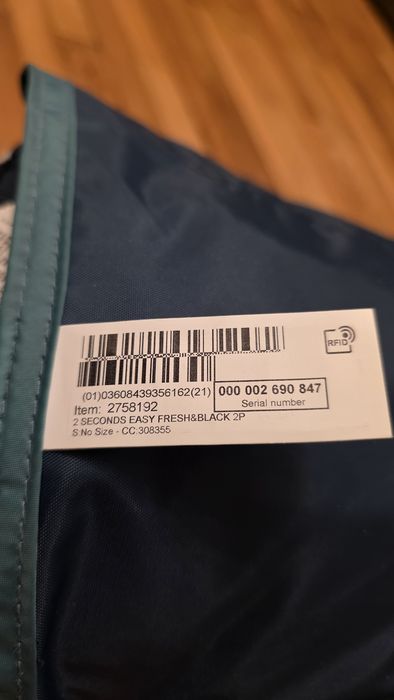 RFID
(01)03608439356162(21)
000 002 690 847
Serial number
Item: 2758192
2 SECONDS EASY FRESH&BLACK 2P
S:No Size - CC:308355